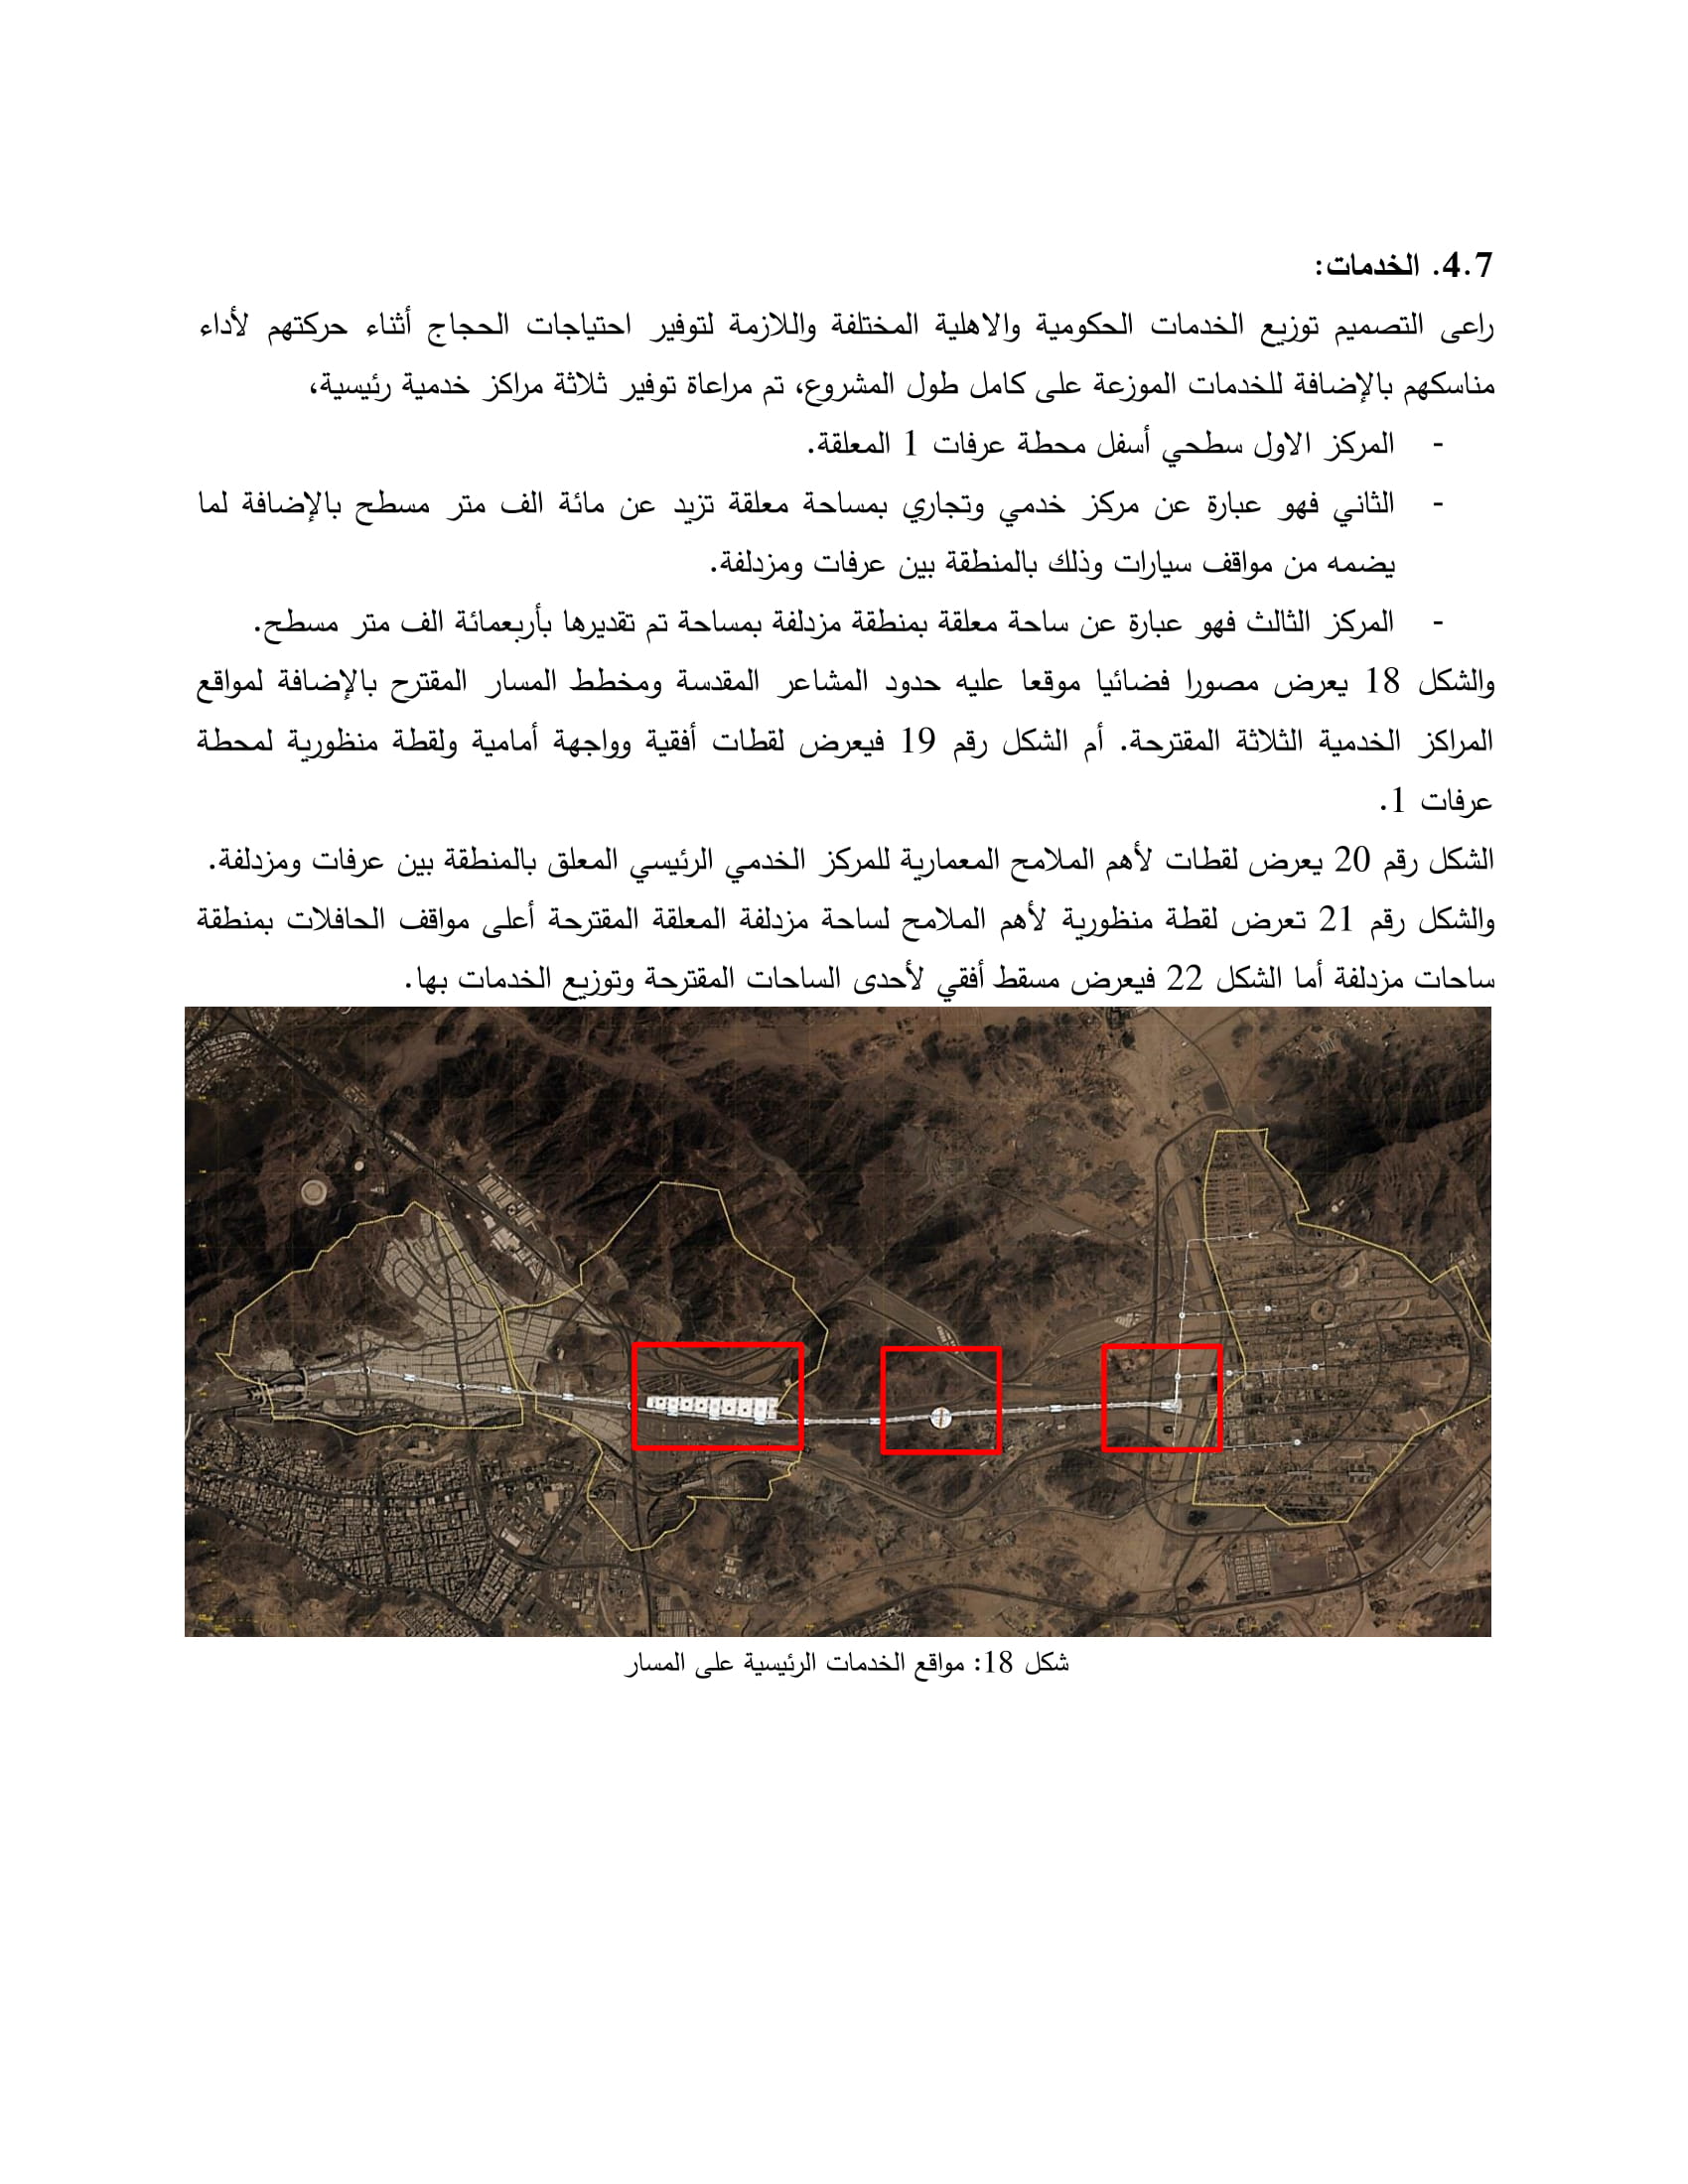 4.7. الخدمات:
راعى التصميم توزيع الخدمات الحكومية والاهلية المختلفة واللازمة لتوفير احتياجات الحجاج أثناء حركتهم لأداء
مناسكهم بالإضافة للخدمات الموزعة على كامل طول المشروع، تم مراعاة توفير ثلاثة مراكز خدمية رئيسية،
- المركز الاول سطحي أسفل محطة عرفات 1 المعلقة.
- الثاني فهو عبارة عن مركز خدمي وتجاري بمساحة معلقة تزيد عن مائة الف متر مسطح بالإضافة لما
يضمه من مواقف سيارات وذلك بالمنطقة بين عرفات ومزدلفة.
- المركز الثالث فهو عبارة عن ساحة معلقة بمنطقة مزدلفة بمساحة تم تقديرها بأربعمائة الف متر مسطح.
والشكل 18 يعرض مصورا فضائيا موقعا عليه حدود المشاعر المقدسة ومخطط المسار المقترح بالإضافة لمواقع
المراكز الخدمية الثلاثة المقترحة. أم الشكل رقم 19 فيعرض لقطات أفقية وواجهة أمامية ولقطة منظورية لمحطة
عرفات 1.
الشكل رقم 20 يعرض لقطات لأهم الملامح المعمارية للمركز الخدمي الرئيسي المعلق بالمنطقة بين عرفات ومزدلفة.
والشكل رقم 21 تعرض لقطة منظورية لأهم الملامح لساحة مزدلفة المعلقة المقترحة أعلى مواقف الحافلات بمنطقة
ساحات مزدلفة أما الشكل 22 فيعرض مسقط أفقي لأحدى الساحات المقترحة وتوزيع الخدمات بها.
شكل 18: مواقع الخدمات الرئيسية على المسار